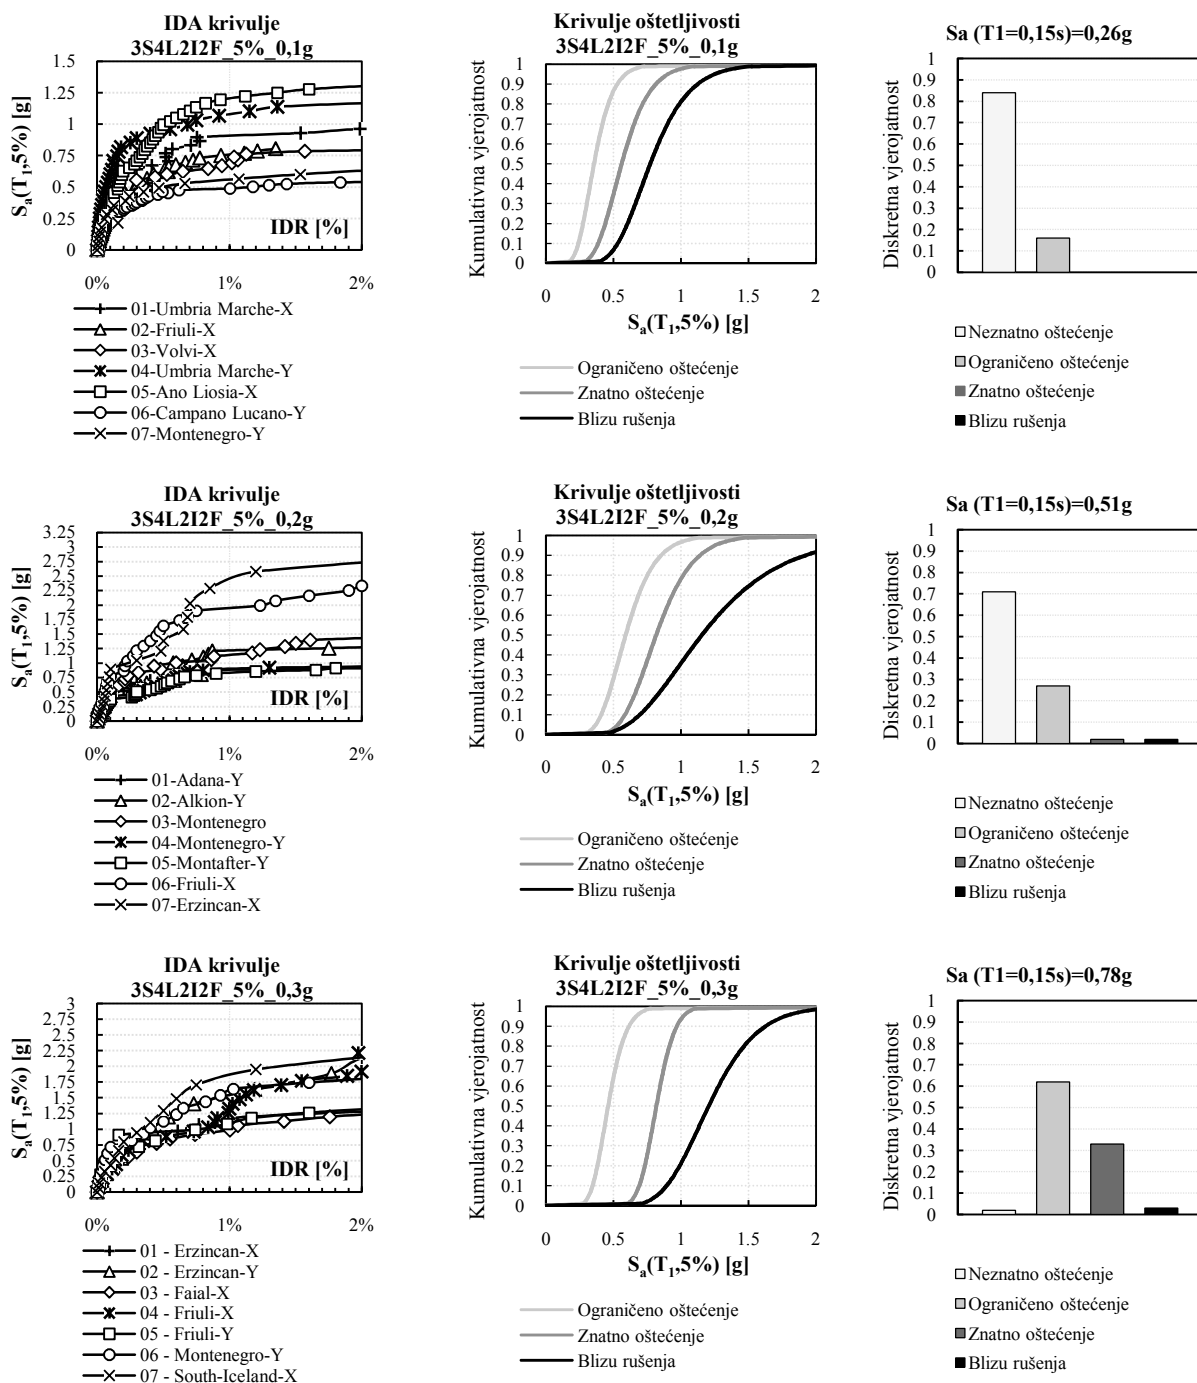 IDA krivulje
3S4L2I2F_5%_0,1g
1.5
1.25
1
0.75
0.5
0.25
0
Sa(T1,5%) [g]
IDR [%]
0% 1% 2%
01-Umbria Marche-X
02-Friuli-X
03-Volvi-X
04-Umbria Marche-Y
05-Ano Liosia-X
06-Campano Lucano-Y
07-Montenegro-Y
Krivulje oštetljivosti
3S4L2I2F_5%_0,1g
1
0.9
0.8
0.7
0.6
0.5
0.4
0.3
0.2
0.1
0
Kumulativna vjerojatnost
0 0.5 1 1.5 2
Sa(T1,5%) [g]
Ograničeno oštećenje
Znatno oštećenje
Blizu rušenja
Sa (T1=0,15s)=0,26g
1
0.9
0.8
0.7
0.6
0.5
0.4
0.3
0.2
0.1
0
Diskretna vjerojatnost
Neznatno oštećenje
Ograničeno oštećenje
Znatno oštećenje
Blizu rušenja
IDA krivulje
3S4L2I2F_5%_0,2g
3.25
3
2.75
2.5
2.25
2
1.75
1.5
1.25
1
0.75
0.5
0.25
0
Sa(T1,5%) [g]
IDR [%]
0% 1% 2%
01-Adana-Y
02-Alkion-Y
03-Montenegro
04-Montenegro-Y
05-Montafter-Y
06-Friuli-X
07-Erzincan-X
Krivulje oštetljivosti
3S4L2I2F_5%_0,2g
1
0.9
0.8
0.7
0.6
0.5
0.4
0.3
0.2
0.1
0
Kumulativna vjerojatnost
0 0.5 1 1.5 2
Sa(T1,5%) [g]
Ograničeno oštećenje
Znatno oštećenje
Blizu rušenja
Sa (T1=0,15s)=0,51g
1
0.9
0.8
0.7
0.6
0.5
0.4
0.3
0.2
0.1
0
Diskretna vjerojatnost
Neznatno oštećenje
Ograničeno oštećenje
Znatno oštećenje
Blizu rušenja
IDA krivulje
3S4L2I2F_5%_0,3g
3
2.75
2.5
2.25
2
1.75
1.5
1.25
1
0.75
0.5
0.25
0
Sa(T1,5%) [g]
IDR [%]
0% 1% 2%
01 - Erzincan-X
02 - Erzincan-Y
03 - Faial-X
04 - Friuli-X
05 - Friuli-Y
06 - Montenegro-Y
07 - South-Iceland-X
Krivulje oštetljivosti
3S4L2I2F_5%_0,3g
1
0.9
0.8
0.7
0.6
0.5
0.4
0.3
0.2
0.1
0
Kumulativna vjerojatnost
0 0.5 1 1.5 2
Sa(T1,5%) [g]
Ograničeno oštećenje
Znatno oštećenje
Blizu rušenja
Sa (T1=0,15s)=0,78g
1
0.9
0.8
0.7
0.6
0.5
0.4
0.3
0.2
0.1
0
Diskretna vjerojatnost
Neznatno oštećenje
Ograničeno oštećenje
Znatno oštećenje
Blizu rušenja